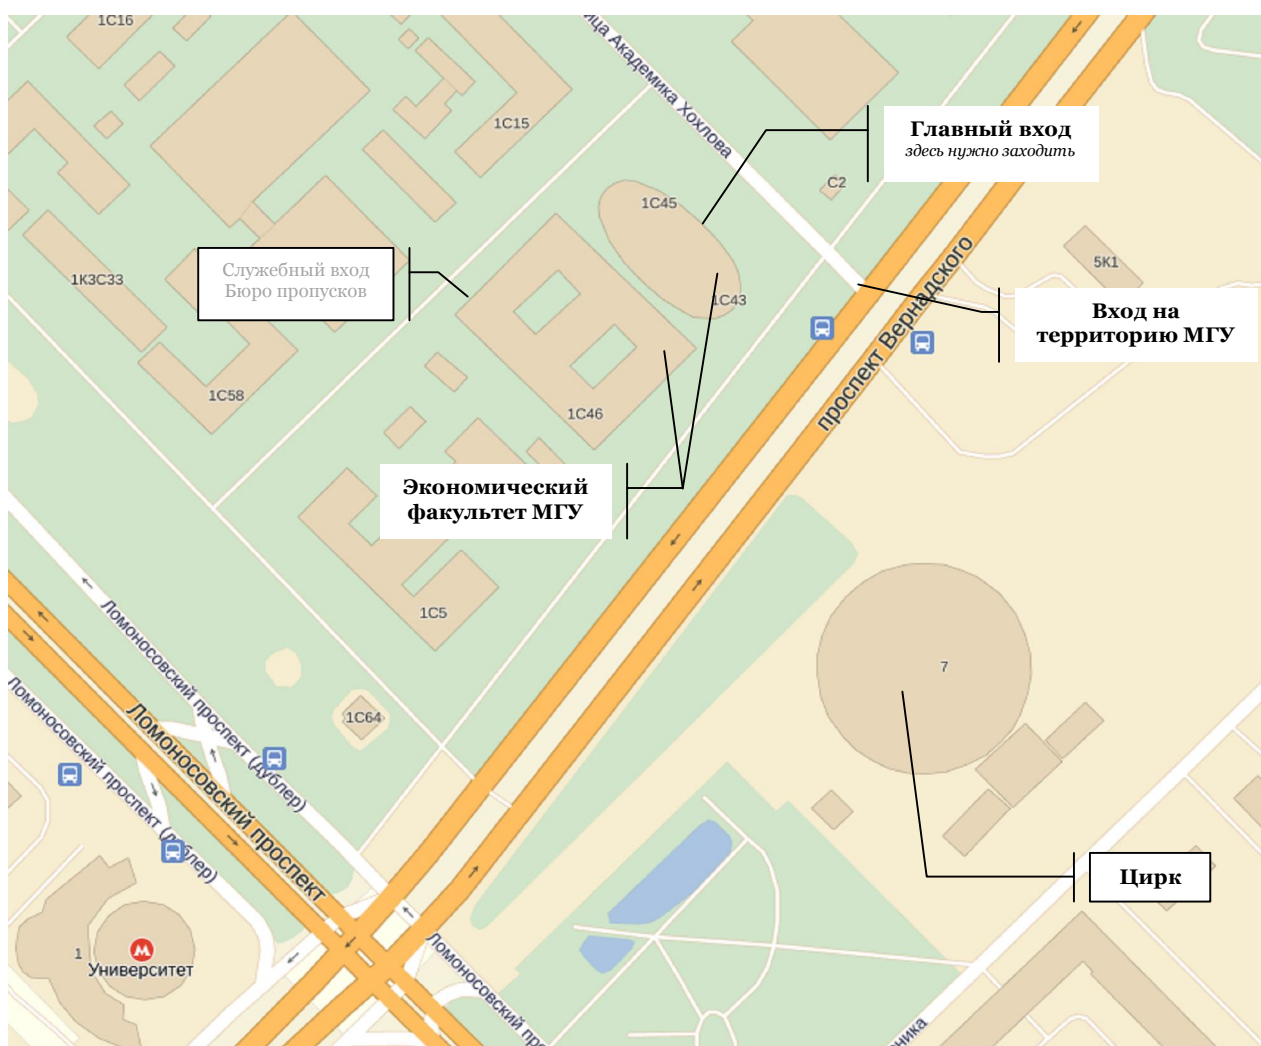 1С16
ица Академика Хохлова
1С15
Главный вход
здесь нужно заходить
С2
1С45
5К1
1К3С33
Служебный вход
Бюро пропусков
1С43
проспект Вернадского
Вход на
территорию МГУ
1С58
1С46
Экономический
факультет МГУ
1С5
Ломоносовский проспект (дублер)
7
1С64
Ломоносовский проспект
Ломоносовский проспект (дублер)
Цирк
1
М
Университет
Ломоносовский про
ника